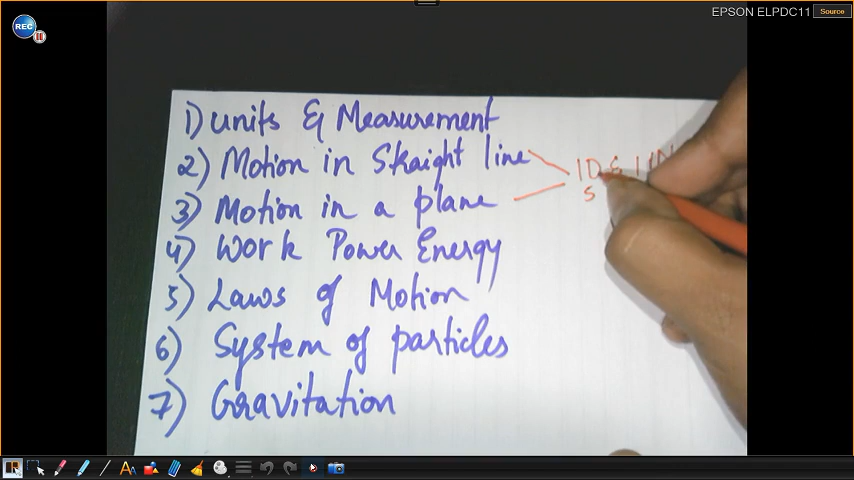 EPSON ELPDC11 Source
REC
1) units & Measurement
2) Motion in Straight line
3) Motion in a plane
1D &
S
4) Work Power Energy
5) Laws of Motion
6) System of particles
7) Gravitation